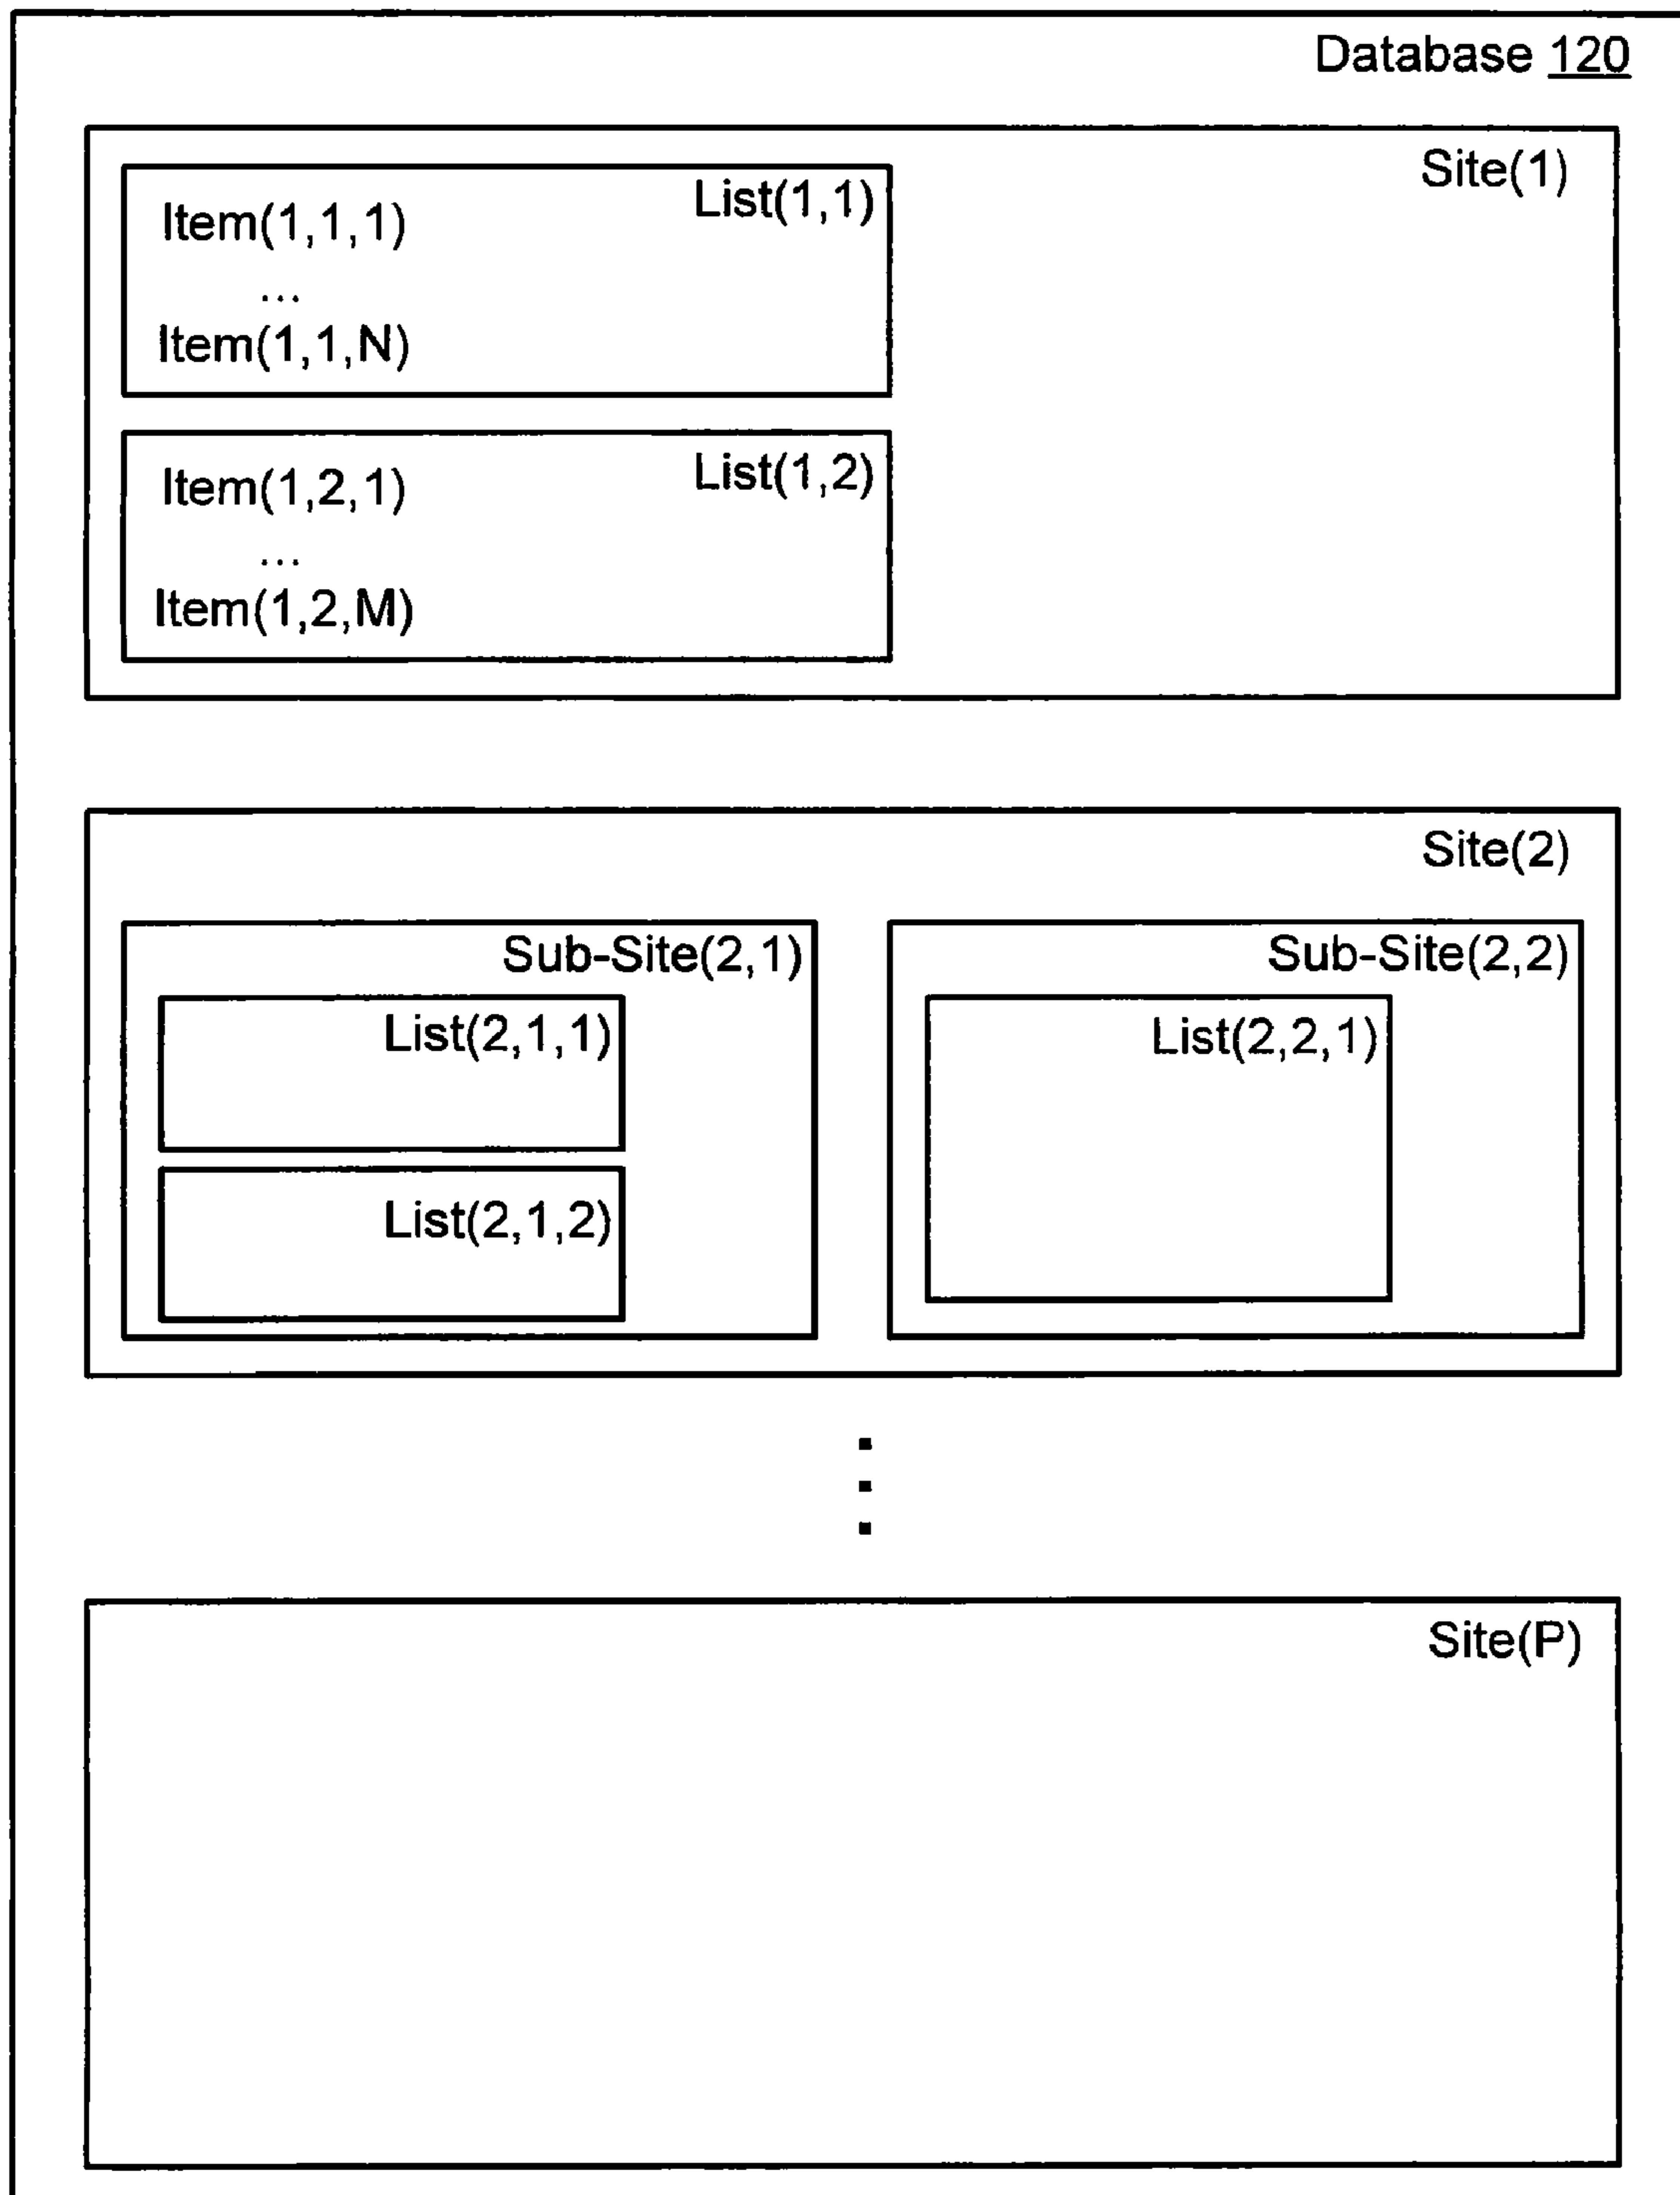 Database 120
Site(1)
List(1,1)
Item(1,1,1)
...
Item(1,1,N)
List(1,2)
Item(1,2,1)
...
Item(1,2,M)
Site(2)
Sub-Site(2,1)
List(2,1,1)
List(2,1,2)
Sub-Site(2,2)
List(2,2,1)
Site(P)